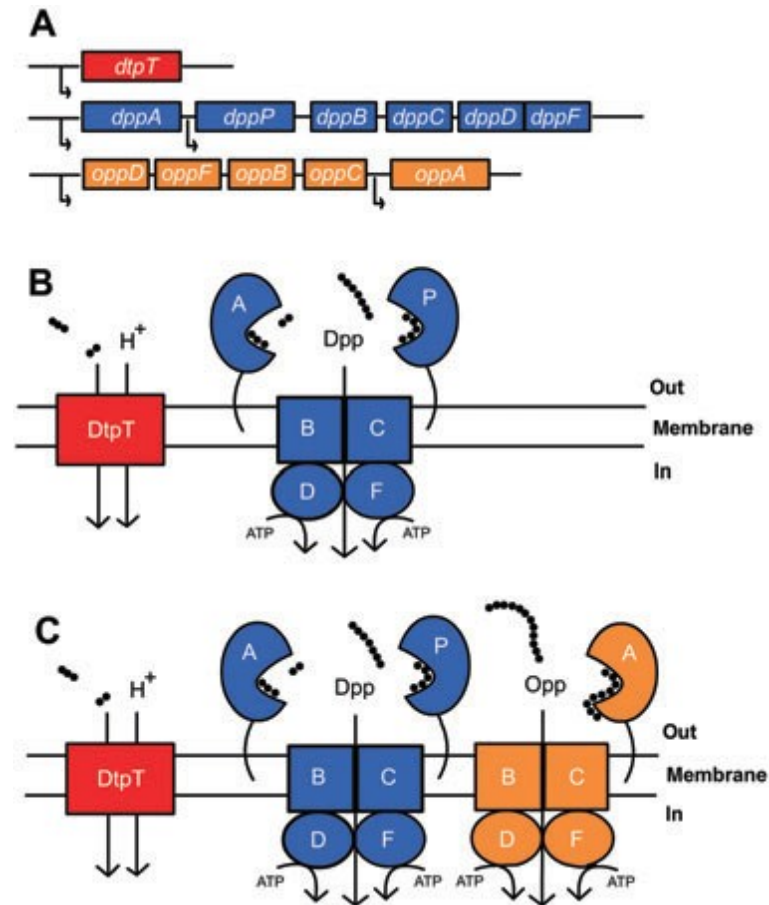 A
dtpT
dppA dppP dppB dppC dppD dppF
oppD oppF oppB oppC oppA
B
H+ A Dpp P
Out
DtpT B C Membrane
In
D F
ATP ATP
C
H+ A Dpp P Opp A
Out
DtpT B C B C Membrane
In
D F D F
ATP ATP ATP ATP